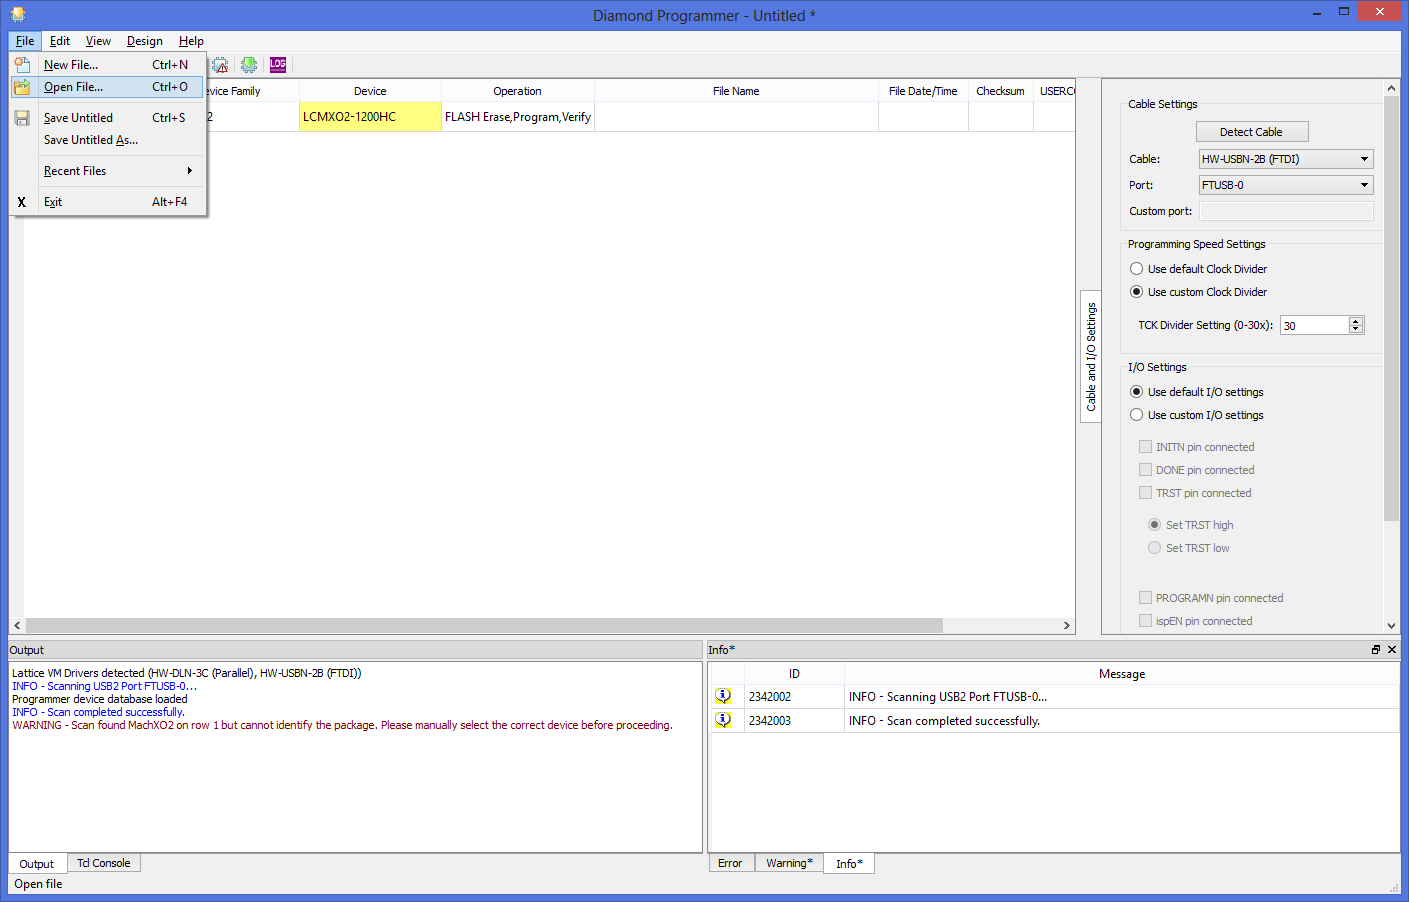 Diamond Programmer - Untitled *
File Edit View Design Help
New File... Ctrl+N
Open File... Ctrl+O
Save Untitled Ctrl+S
Save Untitled As...
Recent Files
X Exit Alt+F4
LOG
evice Family Device Operation File Name File Date/Time Checksum USERC
2 LCMXO2-1200HC FLASH Erase,Program,Verify
Cable and I/O Settings
Cable Settings
Detect Cable
Cable: HW-USBN-2B (FTDI)
Port: FTUSB-0
Custom port:
Programming Speed Settings
Use default Clock Divider
Use custom Clock Divider
TCK Divider Setting (0-30x): 30
I/O Settings
Use default I/O settings
Use custom I/O settings
INITN pin connected
DONE pin connected
TRST pin connected
Set TRST high
Set TRST low
PROGRAMN pin connected
ispEN pin connected
Output
Lattice VM Drivers detected (HW-DLN-3C (Parallel), HW-USBN-2B (FTDI))
INFO - Scanning USB2 Port FTUSB-0...
Programmer device database loaded
INFO - Scan completed successfully.
WARNING - Scan found MachXO2 on row 1 but cannot identify the package. Please manually select the correct device before proceeding.
Output Tcl Console
Info*
ID Message
2342002 INFO - Scanning USB2 Port FTUSB-0...
2342003 INFO - Scan completed successfully.
Error Warning* Info*
Open file